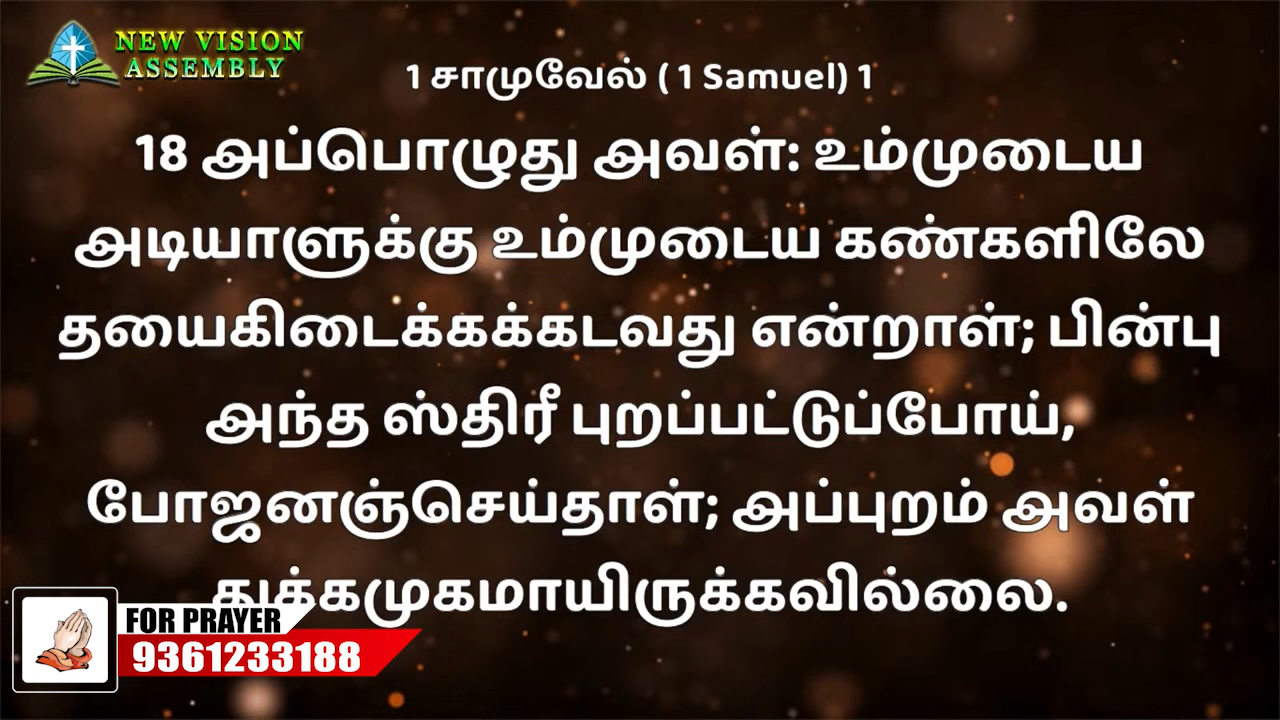 NEW VISION
ASSEMBLY
1 சாமுவேல் ( 1 Samuel) 1
18 அப்பொழுது அவள்: உம்முடைய
அடியாளுக்கு உம்முடைய கண்களிலே
தயைகிடைக்கக்கடவது என்றாள்; பின்பு
அந்த ஸ்திரீ புறப்பட்டுப்போய்,
போஜனஞ்செய்தாள்; அப்புறம் அவள்
துக்கமுகமாயிருக்கவில்லை.
FOR PRAYER
9361233188